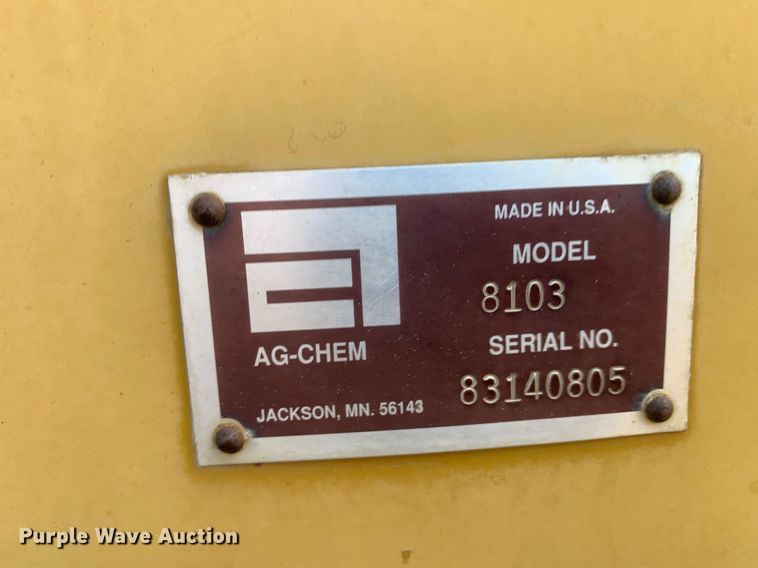 MADE IN U.S.A.
MODEL
8103
AG-CHEM
SERIAL NO.
83140805
JACKSON, MN. 56143
Purple Wave Auction